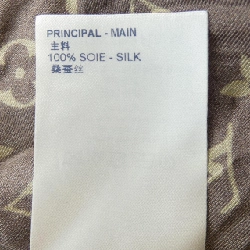 PRINCIPAL - MAIN
主料
100% SOIE - SILK
桑蚕丝